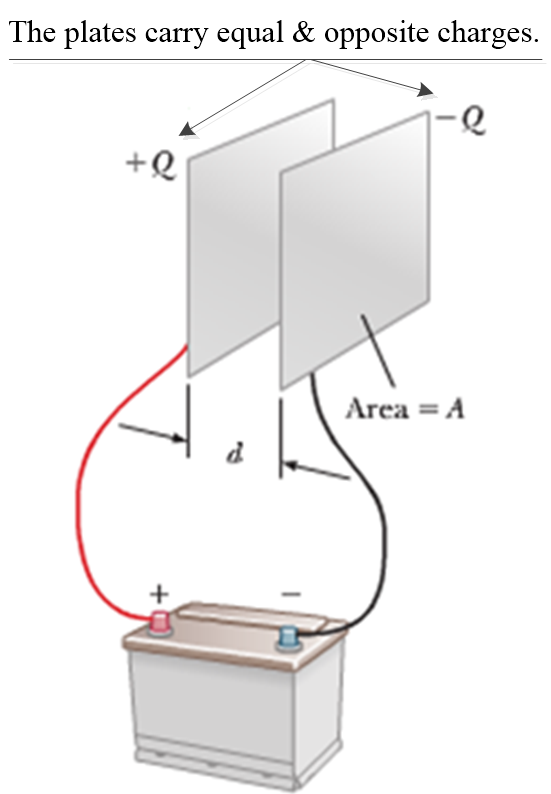 The plates carry equal & opposite charges.
−Q
+Q
Area = A
d
+ −